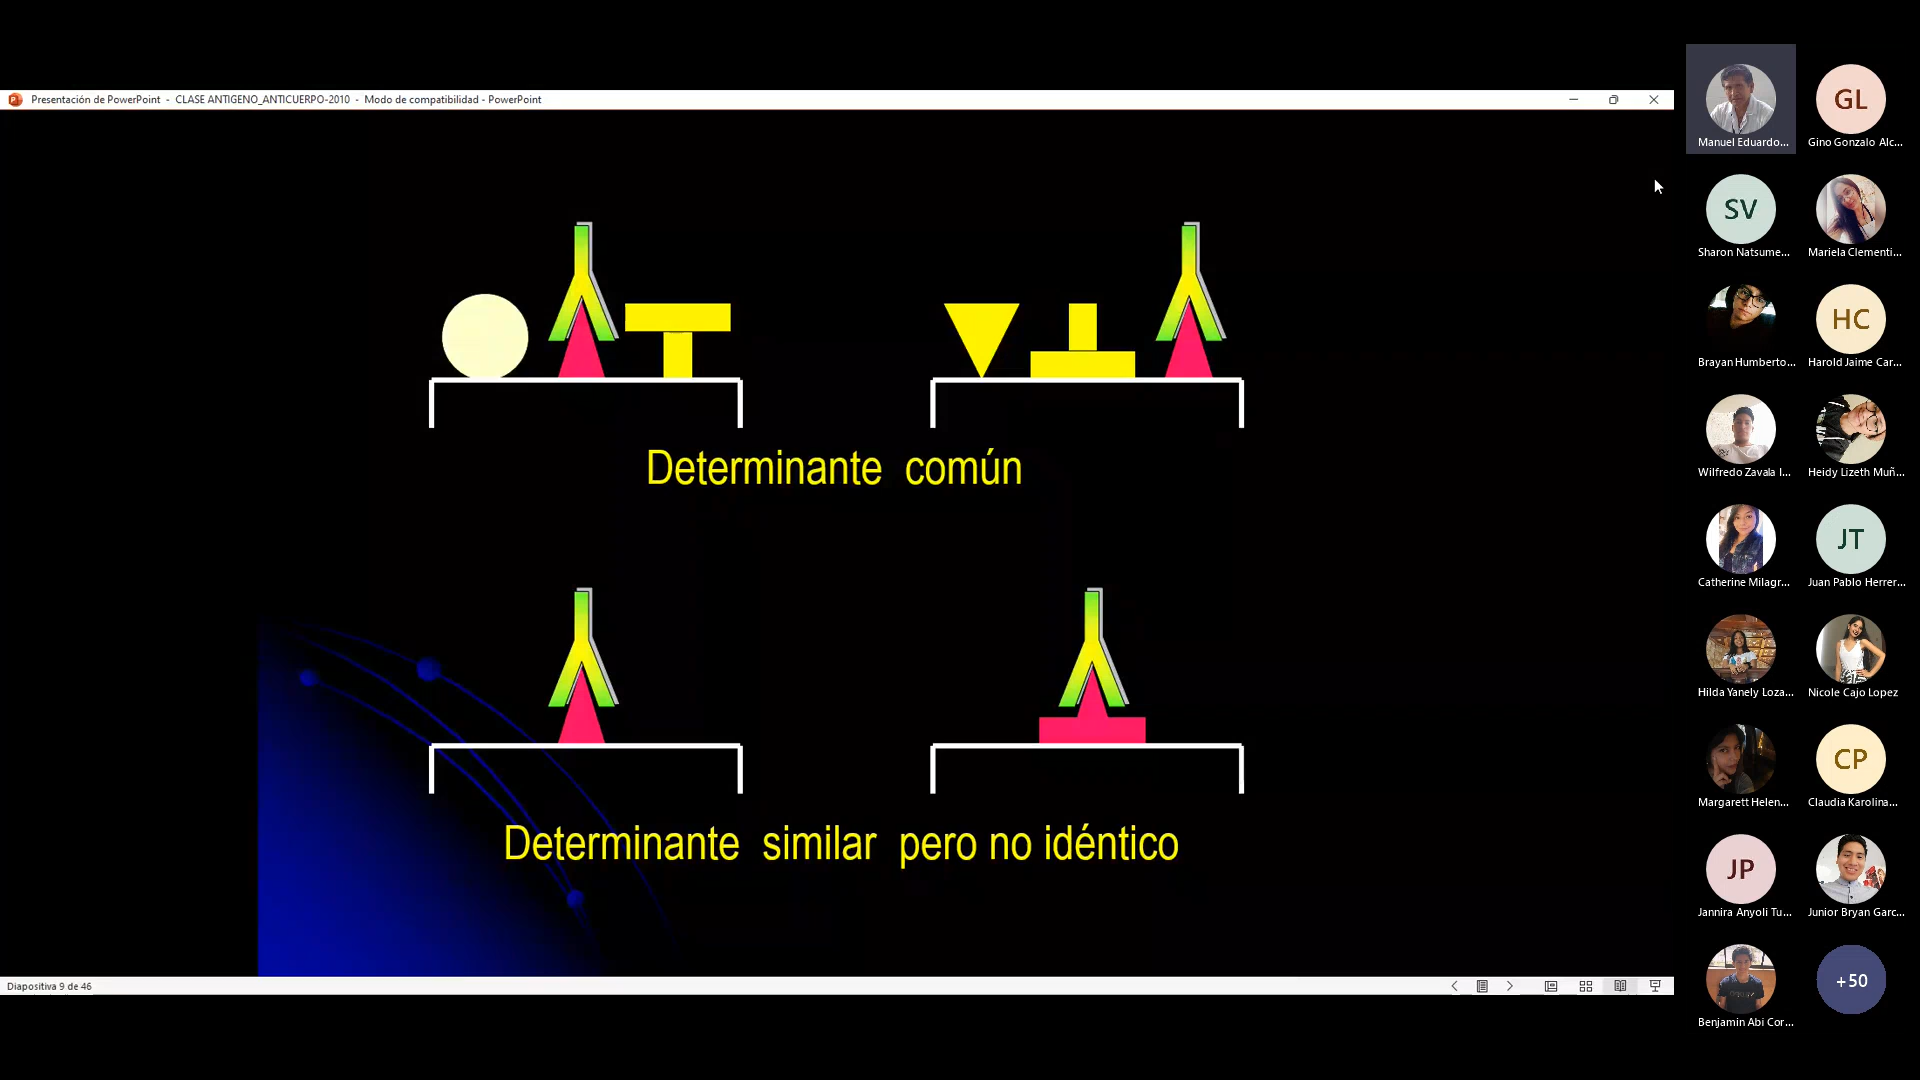 Presentación de PowerPoint - CLASE ANTIGENO_ANTICUERPO-2010 - Modo de compatibilidad - PowerPoint
Determinante común
Determinante similar pero no idéntico
Diapositiva 9 de 46
Manuel Eduardo...
GL
Gino Gonzalo Alc...
SV
Sharon Natsume...
Mariela Clementi...
Brayan Humberto...
HC
Harold Jaime Car...
Wilfredo Zavala I...
Heidy Lizeth Muñ...
Catherine Milagr...
JT
Juan Pablo Herrer...
Hilda Yanely Loza...
Nicole Cajo Lopez
Margarett Helen...
CP
Claudia Karolina...
JP
Jannira Anyoli Tu...
Junior Bryan Garc...
Benjamin Abi Cor...
+50